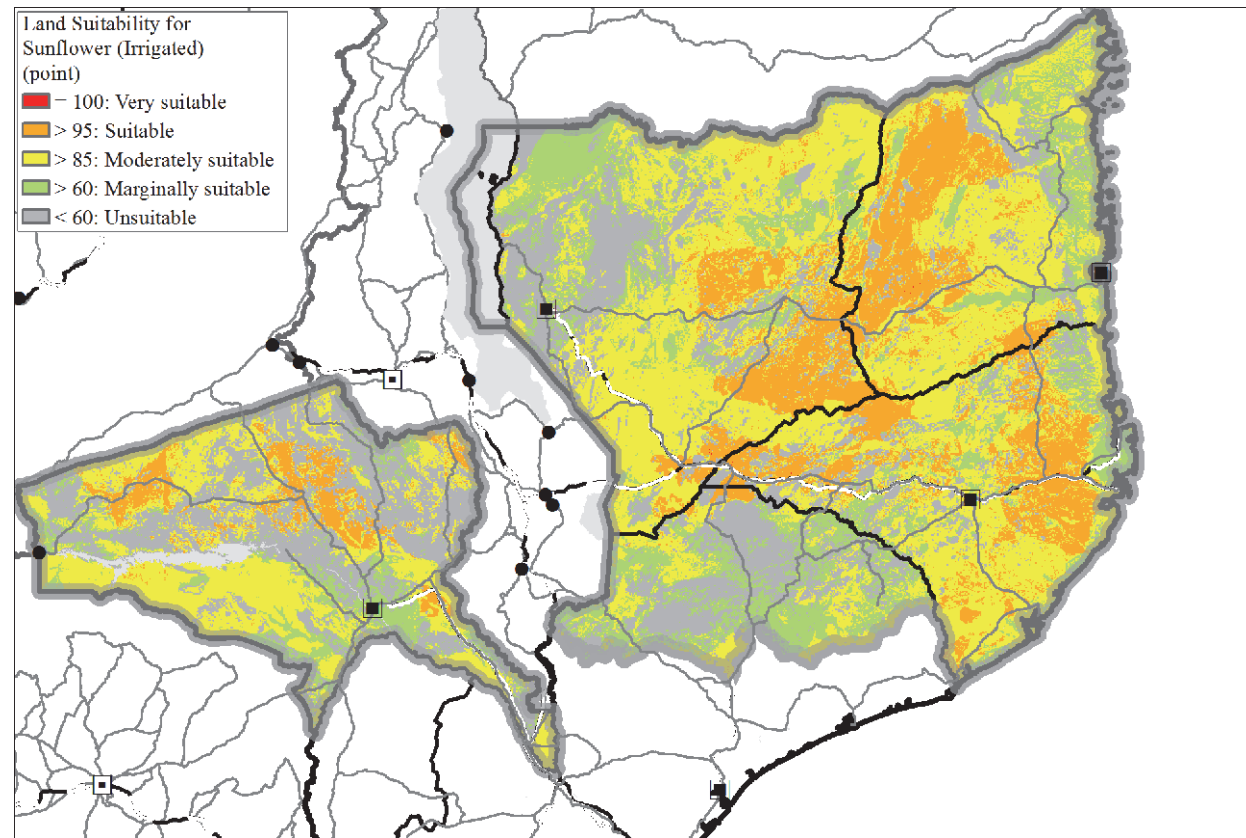 Land Suitability for
Sunflower (Irrigated)
(point)
= 100: Very suitable
> 95: Suitable
> 85: Moderately suitable
> 60: Marginally suitable
< 60: Unsuitable